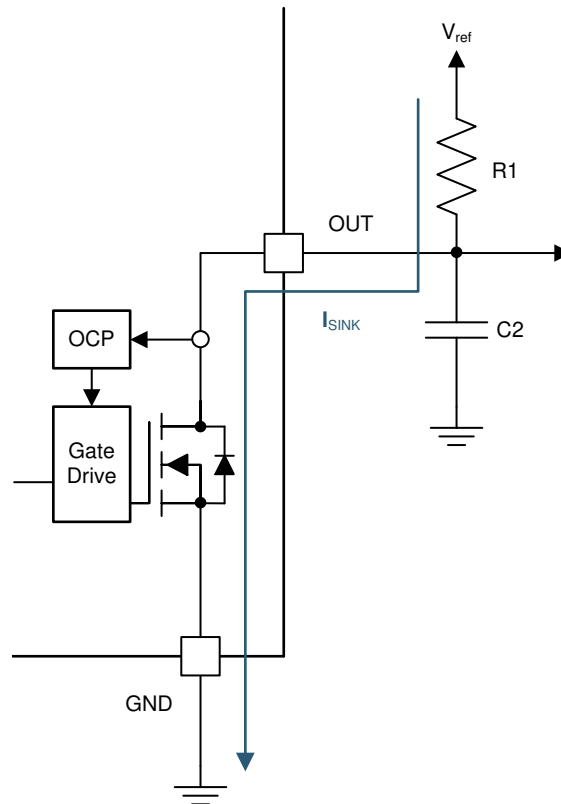 Vref
R1
OUT
ISINK
C2
OCP
Gate
Drive
GND